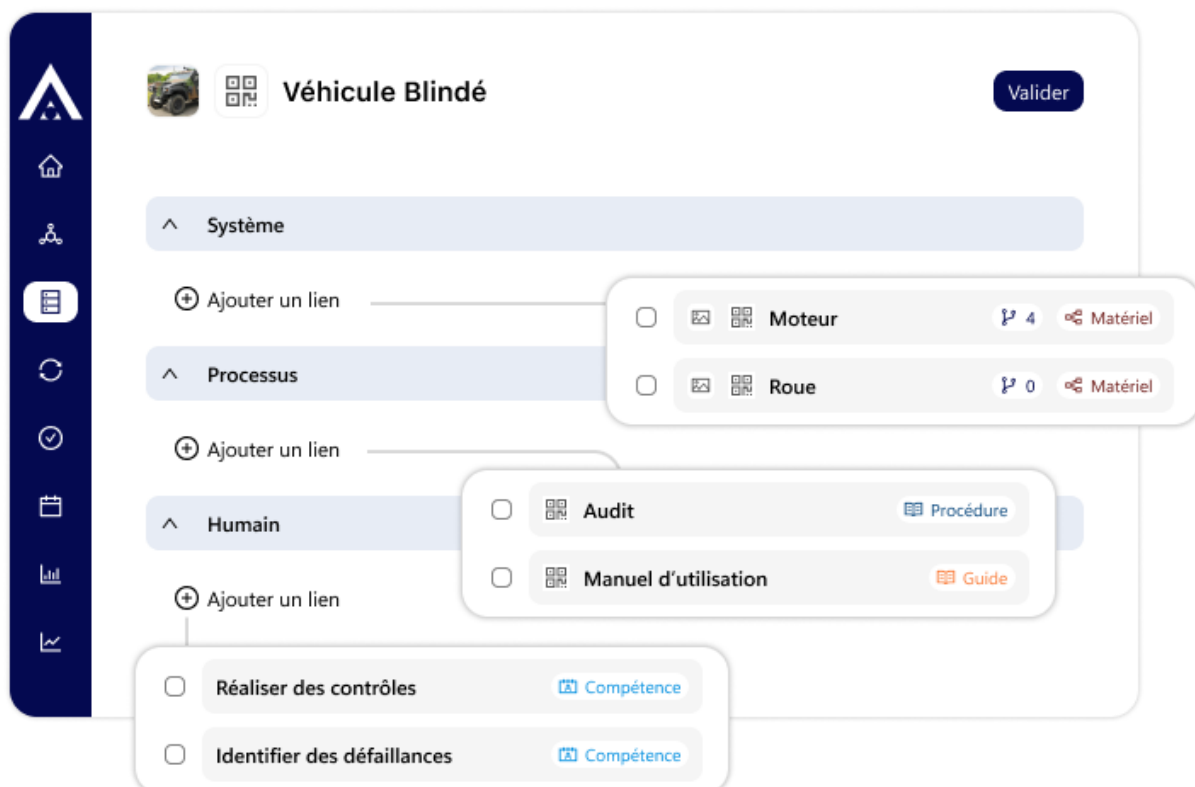 Véhicule Blindé
Valider
Système
Ajouter un lien
Moteur 4 Matériel
Roue 0 Matériel
Processus
Ajouter un lien
Audit Procédure
Manuel d’utilisation Guide
Humain
Ajouter un lien
Réaliser des contrôles Compétence
Identifier des défaillances Compétence